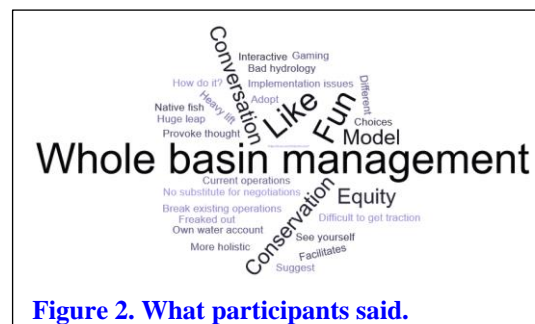 Interactive Gaming
Bad hydrology
Conversation
How do it?
Implementation issues
Different
Heavy lift
Adopt
Native fish
Like
Fun
Huge leap
Choices
Provoke thought
Model
Whole basin management
Current operations
No substitute for negotiations
Conservation
Equity
Break existing operations
Freaked out
Difficult to get traction
Own water account
See yourself
More holistic
Facilitates
Suggest
Figure 2. What participants said.